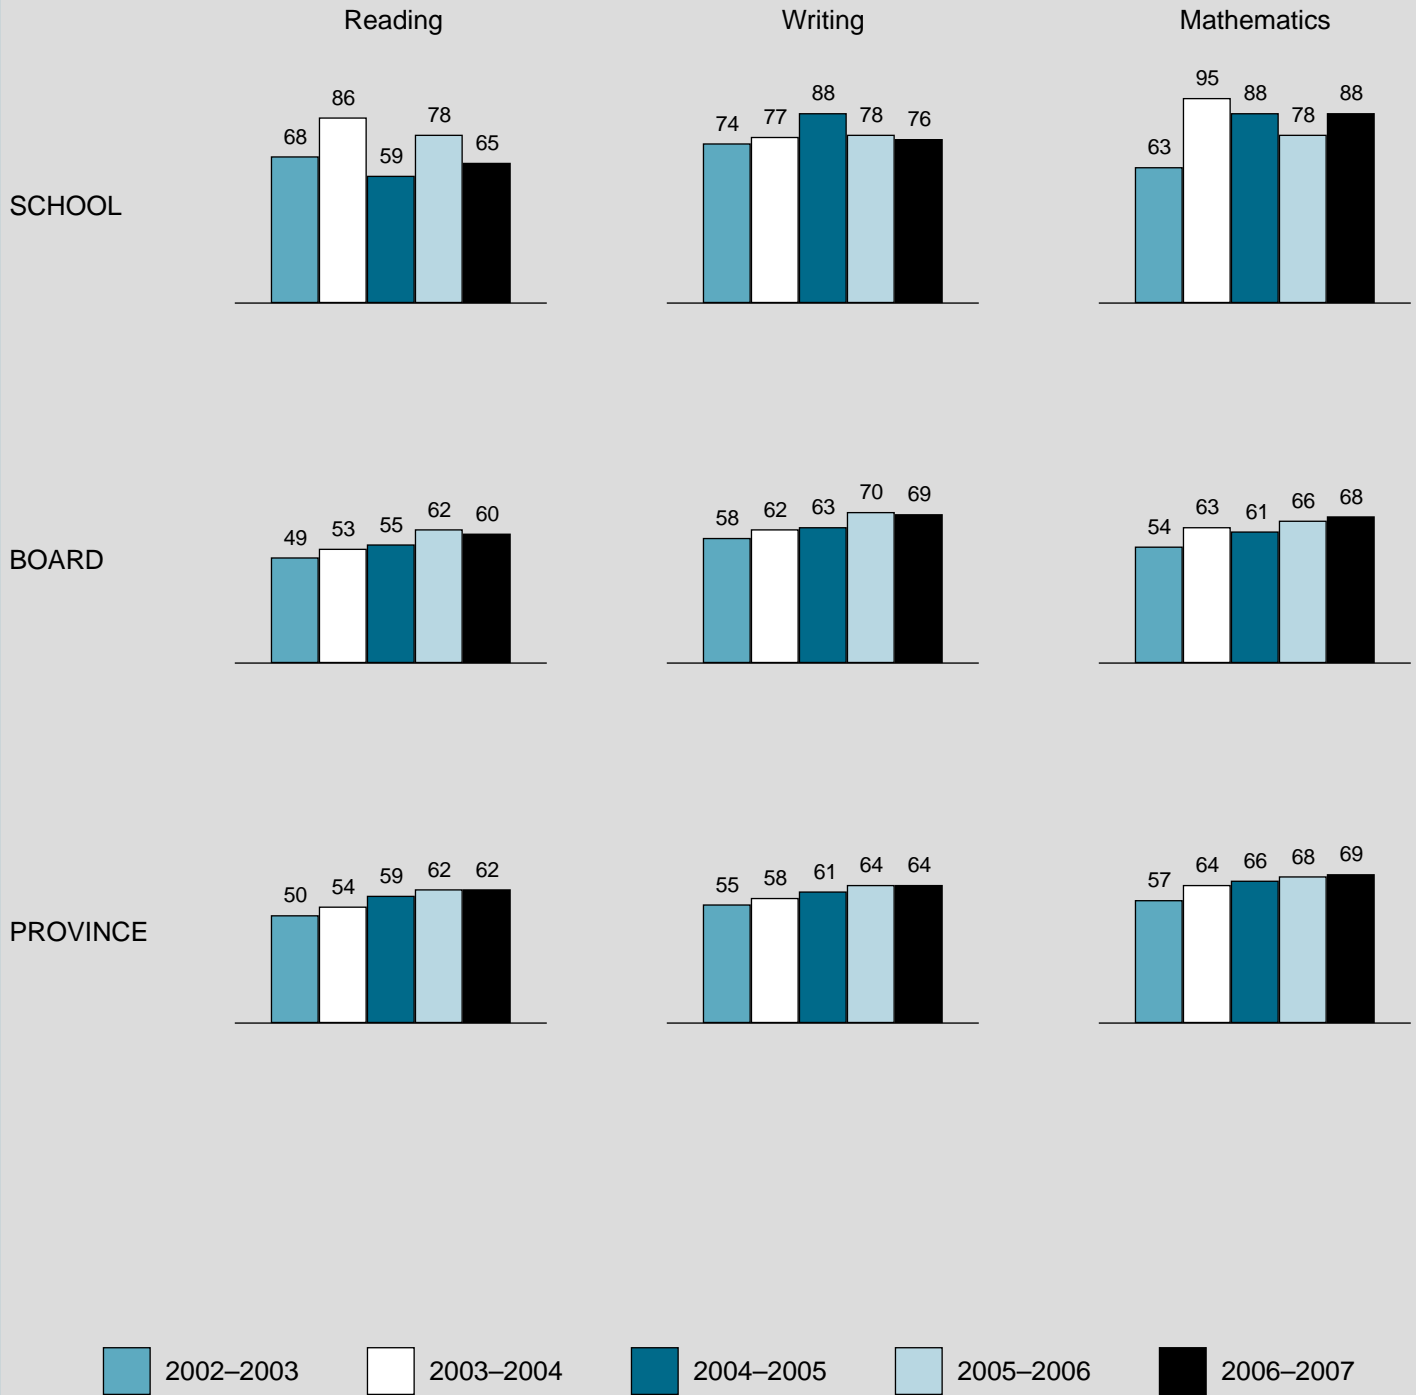 Reading Writing Mathematics
SCHOOL
68 86 59 78 65
74 77 88 78 76
63 95 88 78 88
BOARD
49 53 55 62 60
58 62 63 70 69
54 63 61 66 68
PROVINCE
50 54 59 62 62
55 58 61 64 64
57 64 66 68 69
2002–2003 2003–2004 2004–2005 2005–2006 2006–2007